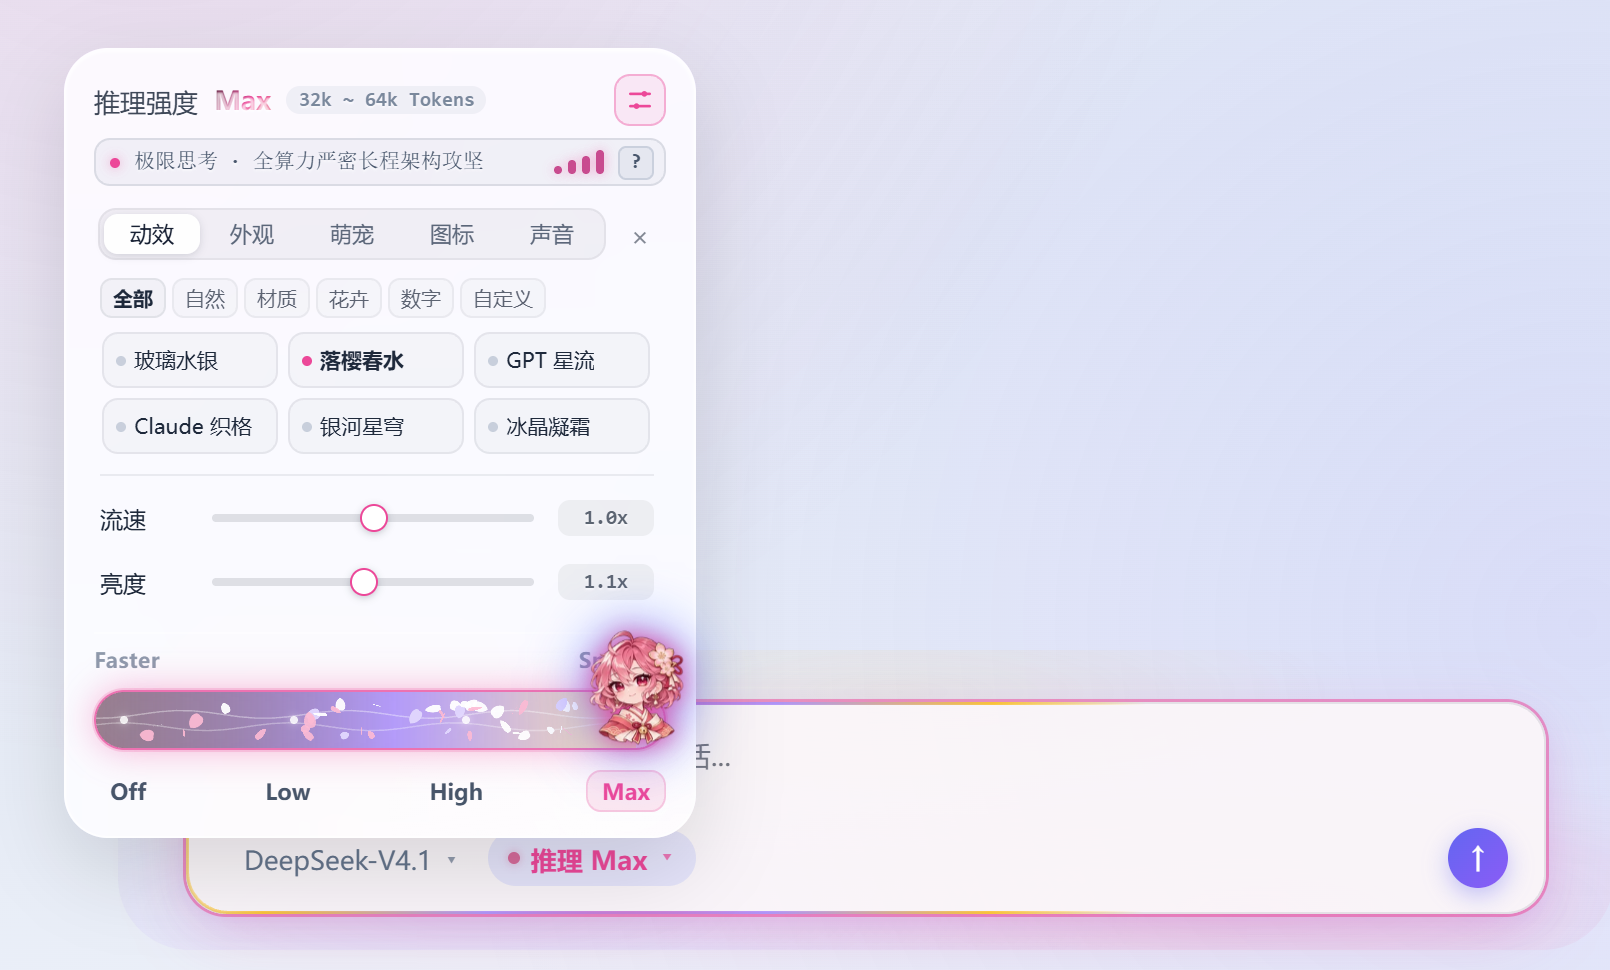 推理强度 Max 32k ~ 64k Tokens
极限思考 · 全算力严密长程架构攻坚 ?
动效 外观 萌宠 图标 声音 ×
全部 自然 材质 花卉 数字 自定义
玻璃水银 落樱春水 GPT 星流
Claude 织格 银河星穹 冰晶凝霜
流速 1.0x
亮度 1.1x
Faster
Off Low High Max
...
DeepSeek-V4.1 推理 Max